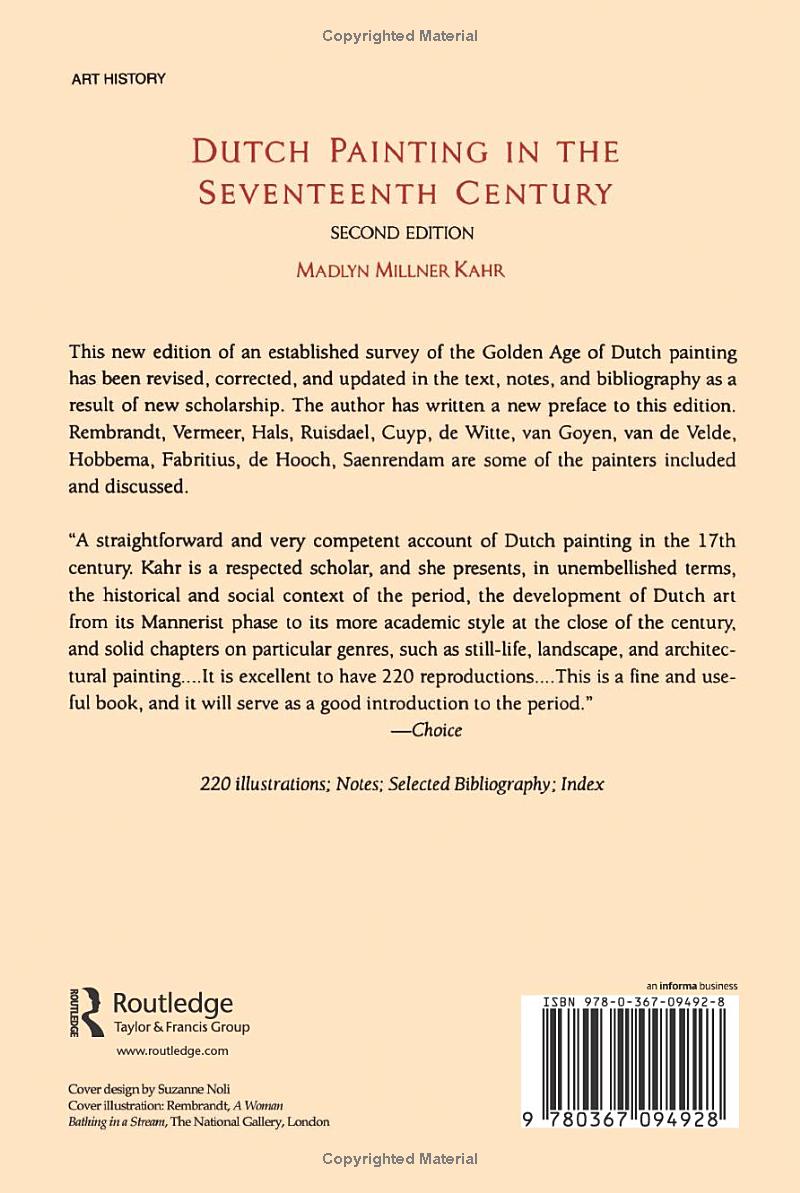 Copyrighted Material
ART HISTORY
DUTCH PAINTING IN THE
SEVENTEENTH CENTURY
SECOND EDITION
MADLYN MILLNER KAHR
This new edition of an established survey of the Golden Age of Dutch painting
has been revised, corrected, and updated in the text, notes, and bibliography as a
result of new scholarship. The author has written a new preface to this edition.
Rembrandt, Vermeer, Hals, Ruisdael, Cuyp, de Witte, van Goyen, van de Velde,
Hobbema, Fabritius, de Hooch, Saenrendam are some of the painters included
and discussed.
“A straightforward and very competent account of Dutch painting in the 17th
century. Kahr is a respected scholar, and she presents, in unembellished terms,
the historical and social context of the period, the development of Dutch art
from its Mannerist phase to its more academic style at the close of the century,
and solid chapters on particular genres, such as still-life, landscape, and architec-
tural painting....It is excellent to have 220 reproductions....This is a fine and use-
ful book, and it will serve as a good introduction to the period.”
—Choice
220 illustrations; Notes; Selected Bibliography; Index
ROUTLEDGE
Routledge
Taylor & Francis Group
www.routledge.com
Cover design by Suzanne Noli
Cover illustration: Rembrandt, A Woman
Bathing in a Stream, The National Gallery, London
an informa business
ISBN 978-0-367-09492-8
9 780367 094928
Copyrighted Material